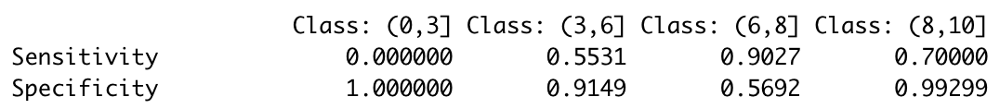 Class: (0,3] Class: (3,6] Class: (6,8] Class: (8,10]
Sensitivity 0.000000 0.5531 0.9027 0.70000
Specificity 1.000000 0.9149 0.5692 0.99299